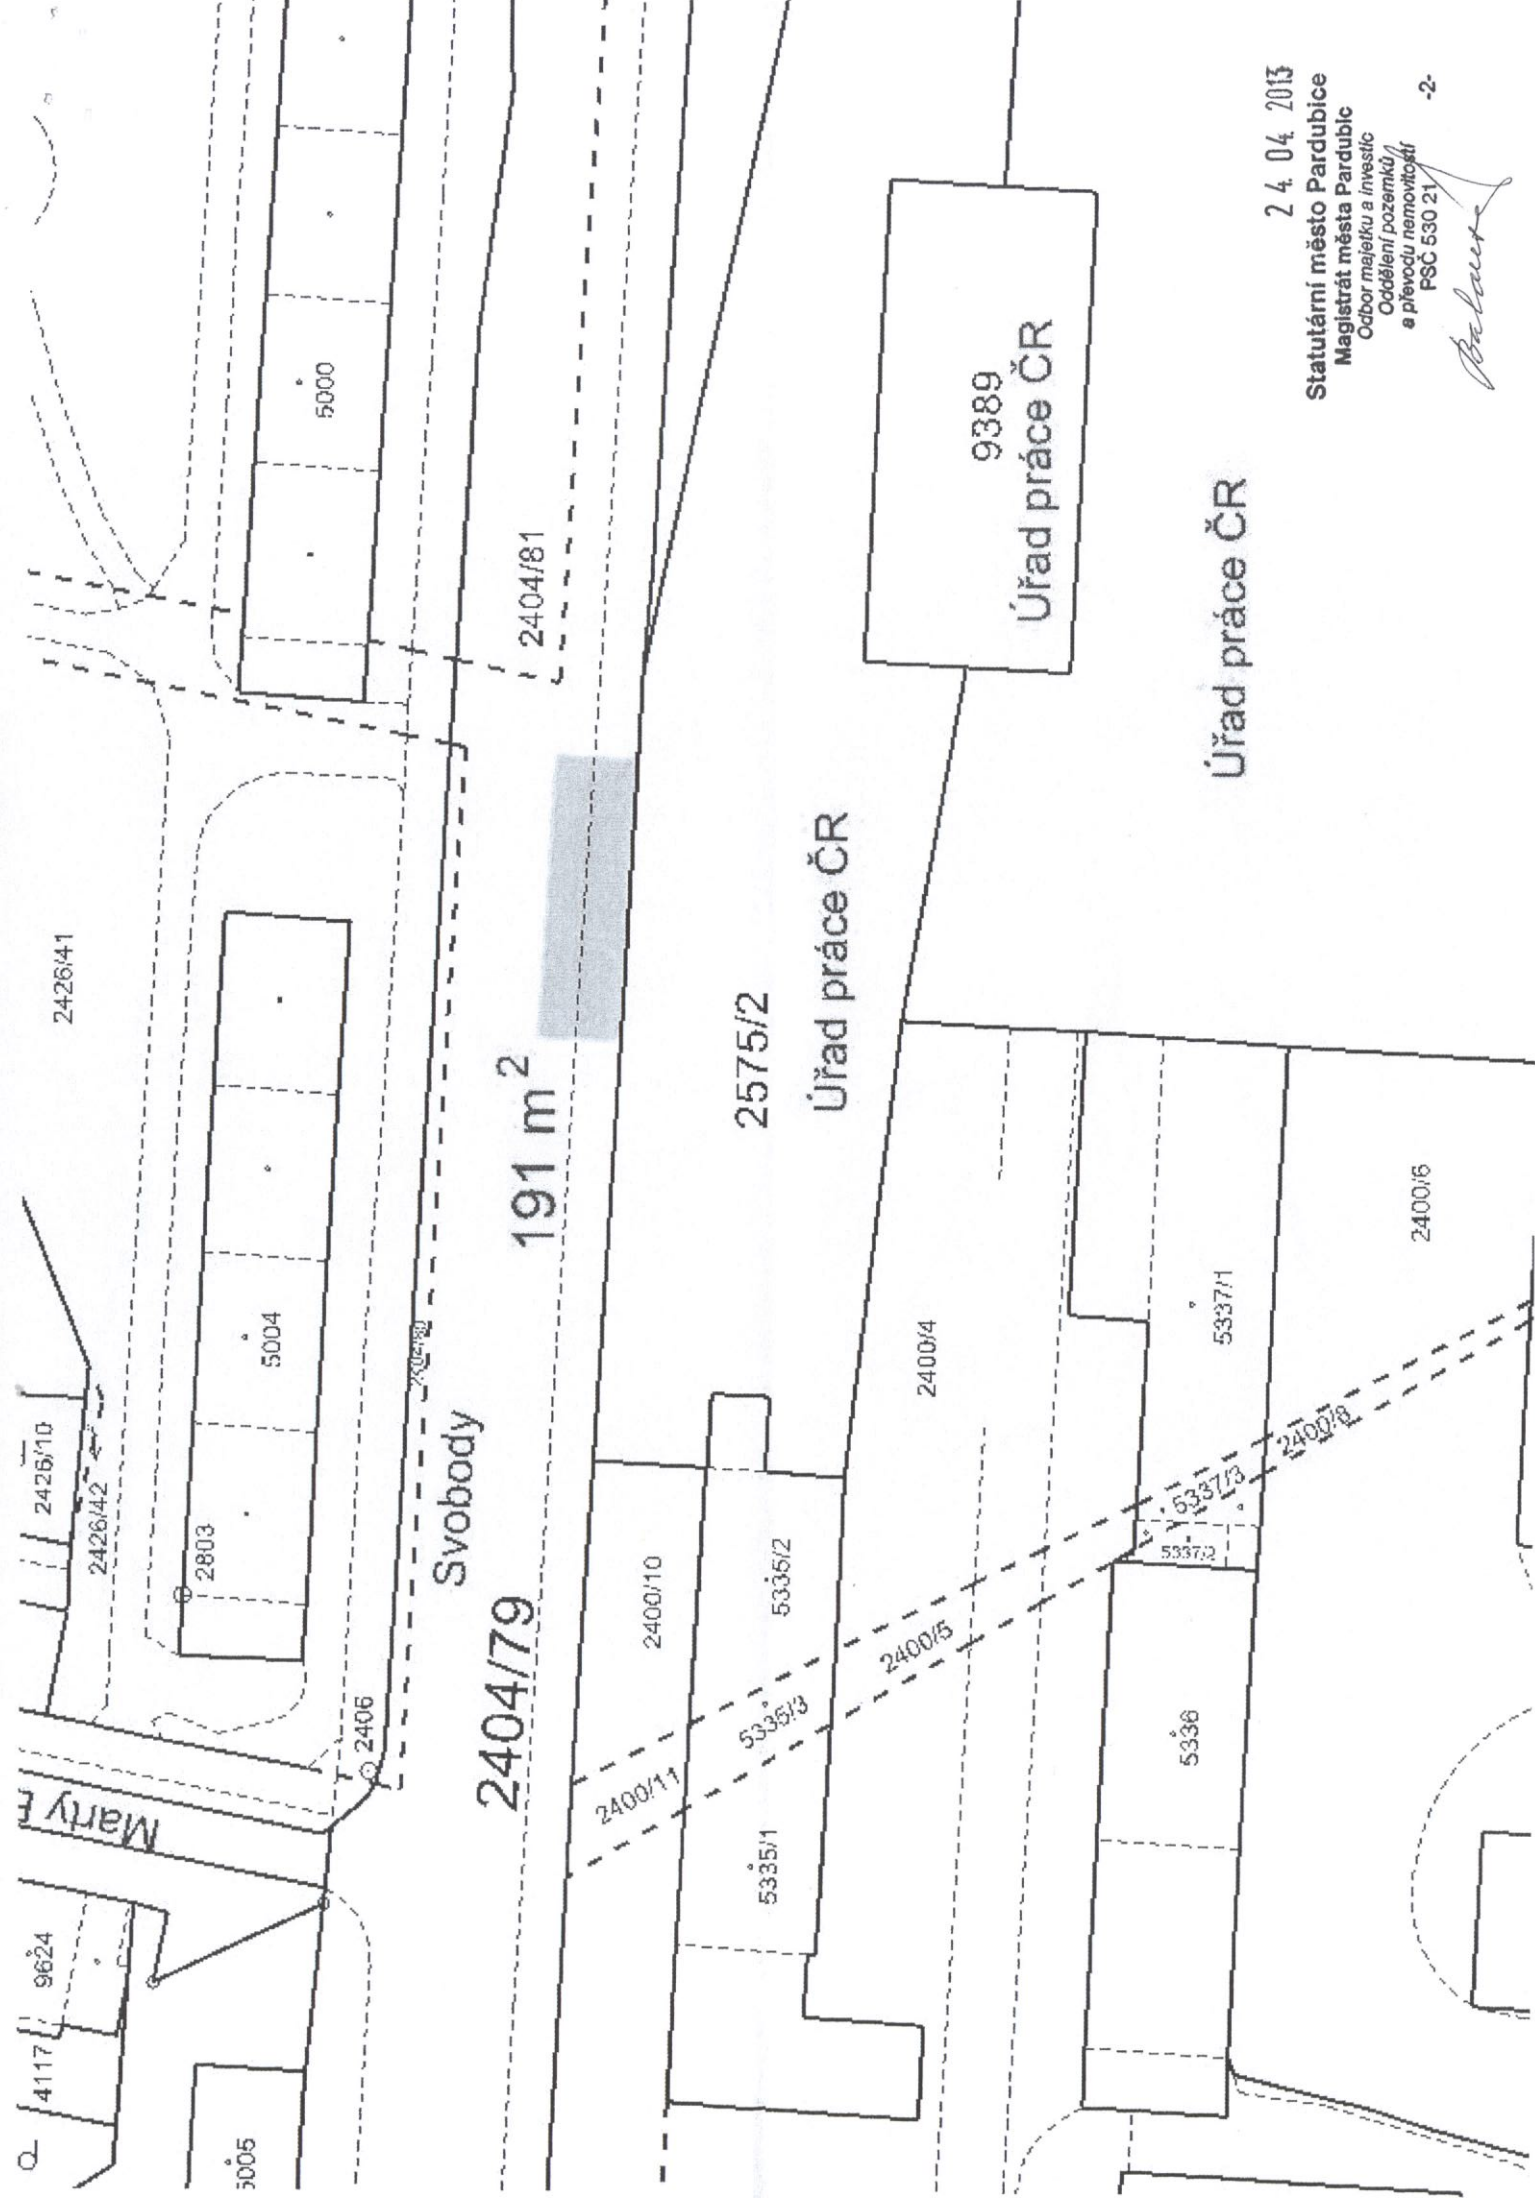 2426/41
2426/10
2426/42
2803
5004
5000
2406
Marty
9624
4117
Svobody
2404/79
191 m²
2404/81
2575/2
Úřad práce ČR
9389
Úřad práce ČR
Úřad práce ČR
2400/10
5335/2
2400/11
5335/3
5335/1
2400/5
2400/4
5337/1
5337/3
5337/2
2400/8
2400/6
5336
24 04 2013
Statutární město Pardubice
Magistrát města Pardubic
Odbor majetku a investic
Oddělení pozemků
a převodu nemovitostí
PSČ 530 21 -2-